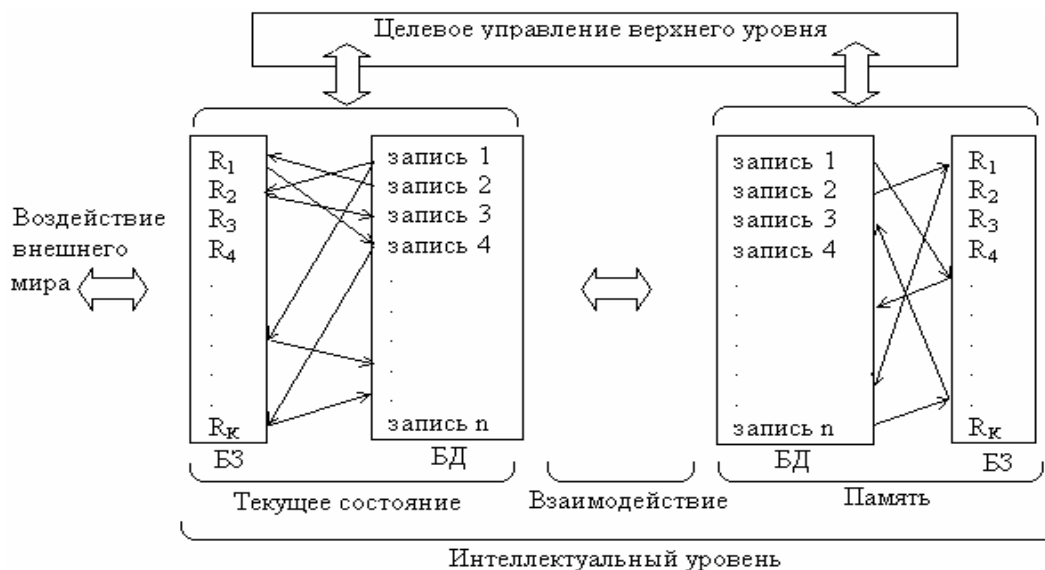 Целевое управление верхнего уровня
R1
R2
R3
R4
.
.
.
.
.
RK
БЗ
запись 1
запись 2
запись 3
запись 4
.
.
.
.
.
запись n
БД
запись 1
запись 2
запись 3
запись 4
.
.
.
.
.
запись n
БД
R1
R2
R3
R4
.
.
.
.
.
RK
БЗ
Воздействие
внешнего
мира
Текущее состояние
Взаимодействие
Память
Интеллектуальный уровень